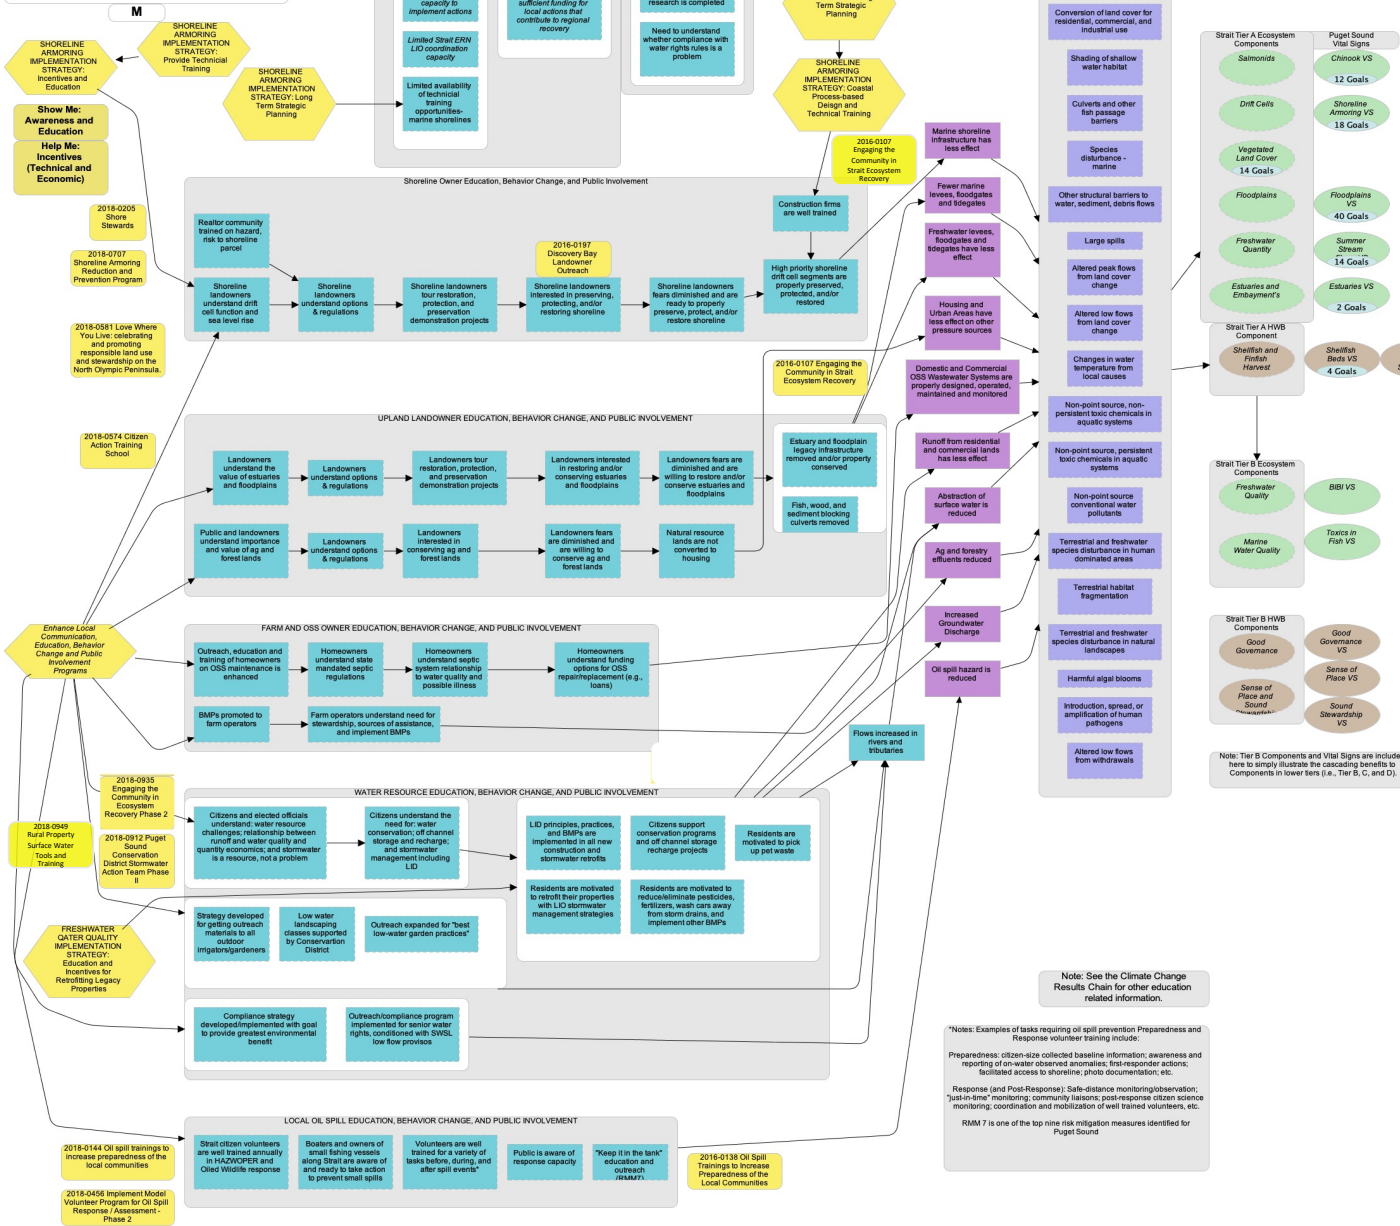 M
SHORELINE
ARMORING
IMPLEMENTATION
STRATEGY:
Incentives and
Education
SHORELINE
ARMORING
IMPLEMENTATION
STRATEGY:
Provide Technicial
Training
SHORELINE
ARMORING
IMPLEMENTATION
STRATEGY: Long
Term Strategic
Planning
Show Me:
Awareness and
Education
Help Me:
Incentives
(Technical and
Economic)
capacity to
implement actions
Limited Strait ERN
LIO coordination
capacity
Limited availability
of technicial
training
opportunities-
marine shorelines
sufficient funding for
local actions that
contribute to regional
recovery
research is completed
Need to understand
whether compliance with
water rights rules is a
problem
Term Strategic
Planning
SHORELINE
ARMORING
IMPLEMENTATION
STRATEGY: Coastal
Process-based
Deisgn and
Technical Training
2016-0107
Engaging the
Community in
Strait Ecosystem
Recovery
2018-0205
Shore
Stewards
2018-0707
Shoreline Armoring
Reduction and
Prevention Program
2018-0581 Love Where
You Live: celebrating
and promoting
responsible land use
and stewardship on the
North Olympic Peninsula.
2018-0574 Citizen
Action Training
School
Shoreline Owner Education, Behavior Change, and Public Involvement
Realtor community
trained on hazard,
risk to shoreline
parcel
Shoreline
landowners
understand drift
cell function and
sea level rise
Shoreline
landowners
understand options
& regulations
Shoreline landowners
tour restoration,
protection, and
preservation
demonstration projects
2016-0197
Discovery Bay
Landowner
Outreach
Shoreline landowners
interested in preserving,
protecting, and/or
restoring shoreline
Shoreline landowners
fears diminished and are
ready to properly
preserve, protect, and/or
restore shoreline
Construction firms
are well trained
High priority shoreline
drift cell segments are
properly preserved,
protected, and/or
restored
2016-0107 Engaging the
Community in Strait
Ecosystem Recovery
UPLAND LANDOWNER EDUCATION, BEHAVIOR CHANGE, AND PUBLIC INVOLVEMENT
Landowners
understand the
value of estuaries
and floodplains
Landowners
understand options
& regulations
Landowners tour
restoration, protection,
and preservation
demonstration projects
Landowners interested
in restoring and/or
conserving estuaries
and floodplains
Landowners fears are
diminished and are
willing to restore and/or
conserve estuaries and
floodplains
Estuary and floodplain
legacy infrastructure
removed and/or property
conserved
Fish, wood, and
sediment blocking
culverts removed
Public and landowners
understand importance
and value of ag and
forest lands
Landowners
understand options
& regulations
Landowners
interested in
conserving ag and
forest lands
Landowners fears
are diminished and
are willing to
conserve ag and
forest lands
Natural resource
lands are not
converted to
housing
Enhance Local
Communication,
Education, Behavior
Change and Public
Involvement
Programs
FARM AND OSS OWNER EDUCATION, BEHAVIOR CHANGE, AND PUBLIC INVOLVEMENT
Outreach, education and
training of homeowners
on OSS maintenance is
enhanced
Homeowners
understand state
mandated septic
regulations
Homeowners
understand septic
system relationship
to water quality and
possible illness
Homeowners
understand funding
options for OSS
repair/replacement (e.g.,
loans)
BMPs promoted to
farm operators
Farm operators understand need for
stewardship, sources of assistance,
and implement BMPs
2018-0935
Engaging the
Community in
Ecosystem
Recovery Phase 2
2018-0949
Rural Property
Surface Water
Tools and
Training
2018-0912 Puget
Sound
Conservation
District Stormwater
Action Team Phase
II
FRESHWATER
QATER QUALITY
IMPLEMENTATION
STRATEGY:
Education and
Incentives for
Retrofitting Legacy
Properties
WATER RESOURCE EDUCATION, BEHAVIOR CHANGE, AND PUBLIC INVOLVEMENT
Citizens and elected officials
understand: water resource
challenges; relationship between
runoff and water quality and
quantity economics; and stormwater
is a resource, not a problem
Citizens understand the
need for: water
conservation; off channel
storage and recharge;
and stormwater
management including
LID
LID principles, practices,
and BMPs are
implemented in all new
construction and
stormwater retrofits
Citizens support
conservation programs
and off channel storage
recharge projects
Residents are
motivated to pick
up pet waste
Residents are motivated
to retrofit their properties
with LIO stormwater
management strategies
Residents are motivated to
reduce/eliminate pesticides,
fertilizers, wash cars away
from storm drains, and
implement other BMPs
Strategy developed
for getting outreach
materials to all
outdoor
irrigators/gardeners
Low water
landscaping
classes supported
by Conservartion
District
Outreach expanded for "best
low-water garden practices"
Compliance strategy
developed/implemented with goal
to provide greatest environmental
benefit
Outreach/compliance program
implemented for senior water
rights, conditioned with SWSL
low flow provisos
Flows increased in
rivers and
tributaries
LOCAL OIL SPILL EDUCATION, BEHAVIOR CHANGE, AND PUBLIC INVOLVEMENT
Strait citizen volunteers
are well trained annually
in HAZWOPER and
Oiled Wildlife response
Boaters and owners of
small fishing vessels
along Strait are aware of
and ready to take action
to prevent small spills
Volunteers are well
trained for a variety of
tasks before, during, and
after spill events*
Public is aware of
response capacity
"Keep it in the tank"
education and
outreach
(RMM7)
2018-0144 Oil spill trainings to
increase preparedness of the
local communities
2018-0456 Implement Model
Volunteer Program for Oil Spill
Response / Assessment -
Phase 2
2016-0138 Oil Spill
Trainings to Increase
Preparedness of the
Local Communities
Marine shoreline
infrastructure has
less effect
Fewer marine
levees, floodgates
and tidegates
Freshwater levees,
floodgates and
tidegates have less
effect
Housing and
Urban Areas have
less effect on other
pressure sources
Domestic and Commercial
OSS Wastewater Systems are
properly designed, operated,
maintained and monitored
Runoff from residential
and commercial lands
has less effect
Abstraction of
surface water is
reduced
Ag and forestry
effluents reduced
Increased
Groundwater
Discharge
Oil spill hazard is
reduced
Conversion of land cover for
residential, commercial, and
industrial use
Shading of shallow
water habitat
Culverts and other
fish passage
barriers
Species
disturbance -
marine
Other structural barriers to
water, sediment, debris flows
Large spills
Altered peak flows
from land cover
change
Altered low flows
from land cover
change
Changes in water
temperature from
local causes
Non-point source, non-
persistent toxic chemicals in
aquatic systems
Non-point source, persistent
toxic chemicals in aquatic
systems
Non-point source
conventional water
pollutants
Terrestrial and freshwater
species disturbance in human
dominated areas
Terrestrial habitat
fragmentation
Terrestrial and freshwater
species disturbance in natural
landscapes
Harmful algal blooms
Introduction, spread, or
amplification of human
pathogens
Altered low flows
from withdrawals
Strait Tier A Ecosystem
Components
Puget Sound
Vital Signs
Salmonids
Chinook VS
12 Goals
Drift Cells
Shoreline
Armoring VS
18 Goals
Vegetated
Land Cover
14 Goals
Floodplains
Floodplains
VS
40 Goals
Freshwater
Quantity
Summer
Stream
14 Goals
Estuaries and
Embayment's
Estuaries VS
2 Goals
Strait Tier A HWB
Component
Shellfish and
Finfish
Harvest
Shellfish
Beds VS
4 Goals
Strait Tier B Ecosystem
Components
Freshwater
Quality
BIBI VS
Marine
Water Quality
Toxics in
Fish VS
Strait Tier B HWB
Components
Good
Governance
Good
Governance
VS
Sense of
Place VS
Sense of
Place and
Sound
Sound
Stewardship
VS
Note: Tier B Components and Vital Signs are include
here to simply illustrate the cascading benefits to
Components in lower tiers (i.e., Tier B, C, and D).
Note: See the Climate Change
Results Chain for other education
related information.
*Notes: Examples of tasks requiring oil spill prevention Preparedness and
Response volunteer training include:
Preparedness: citizen-size collected baseline information; awareness and
reporting of on-water observed anomalies; first-responder actions;
facilitated access to shoreline; photo documentation; etc.
Response (and Post-Response): Safe-distance monitoring/observation;
"just-in-time" monitoring; community liaisons; post-response citizen science
monitoring; coordination and mobilization of well trained volunteers, etc.
RMM 7 is one of the top nine risk mitigation measures identified for
Puget Sound